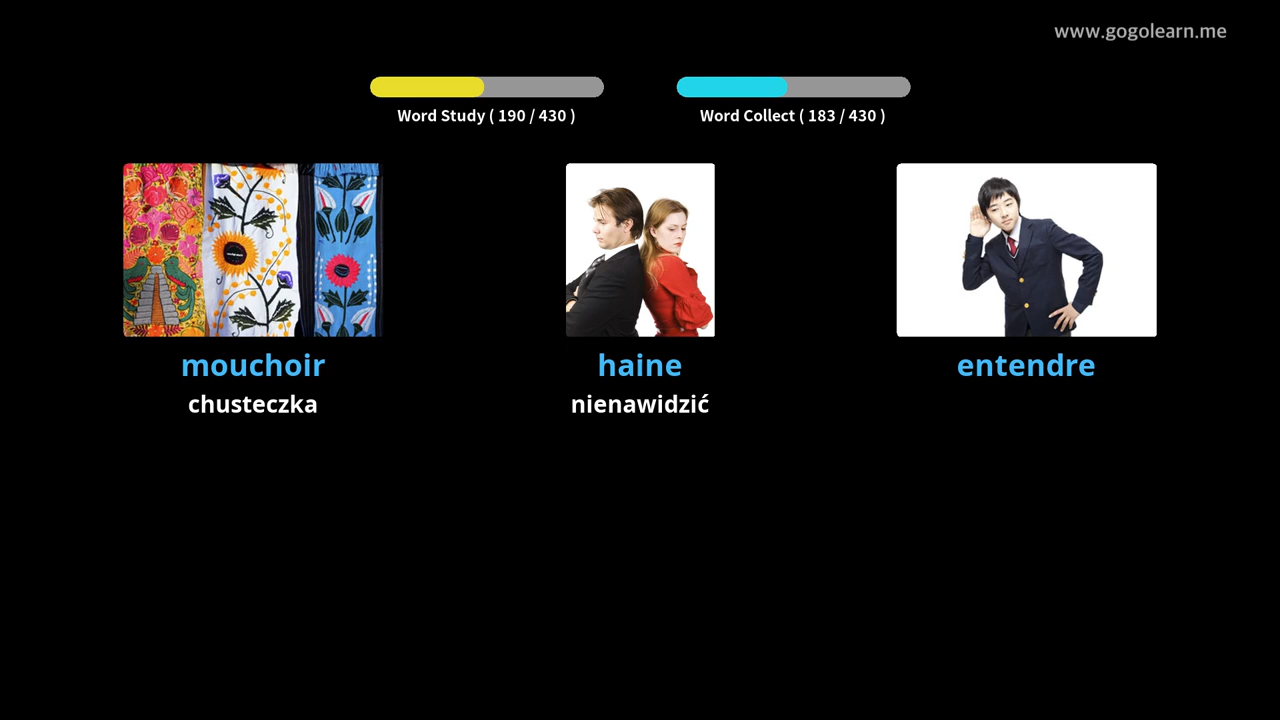 www.gogolearn.me
Word Study ( 190 / 430 )
Word Collect ( 183 / 430 )
mouchoir
chusteczka
haine
nienawidzić
entendre